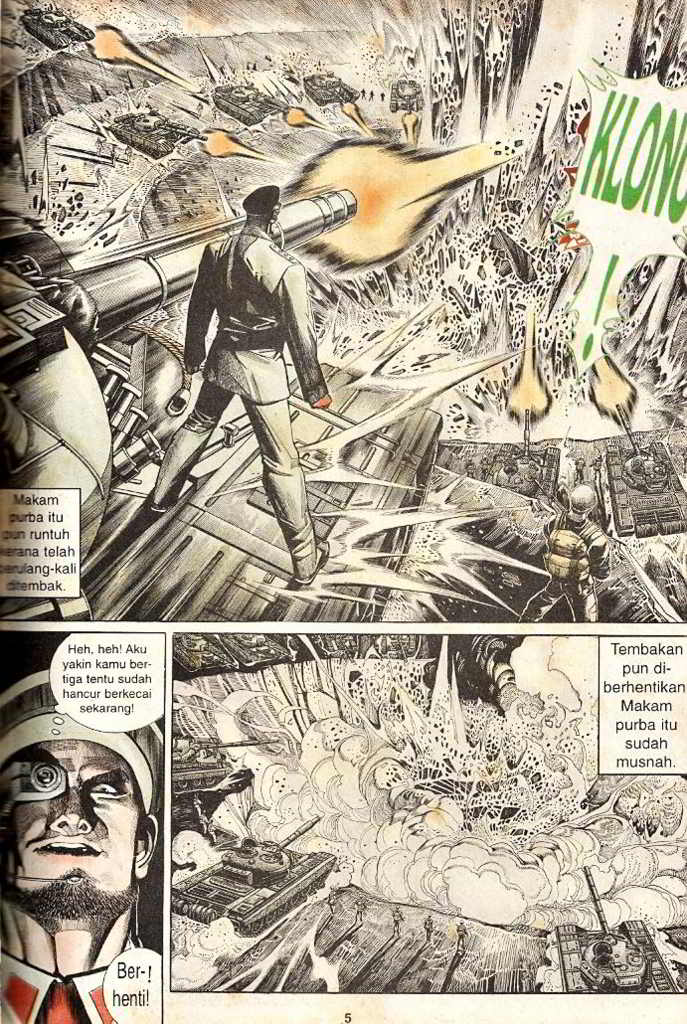 KLONG
!
Makam
purba itu
pun runtuh
kerana telah
berulang-kali
ditembak.
Heh, heh! Aku
yakin kamu ber-
tiga tentu sudah
hancur berkecai
sekarang!
Ber-!
henti!
Tembakan
pun di-
berhentikan
Makam
purba itu
sudah
musnah.
5